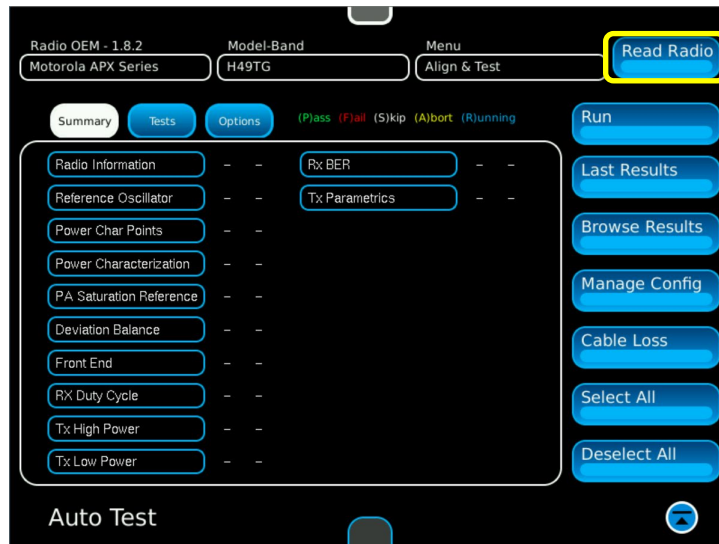 Radio OEM - 1.8.2 Model-Band Menu
Motorola APX Series H49TG Align & Test
Read Radio
Summary Tests Options (P)ass (F)ail (S)kip (A)bort (R)unning
Run
Radio Information - - Rx BER - -
Last Results
Reference Oscillator - - Tx Parametrics - -
Power Char Points - -
Browse Results
Power Characterization - -
Manage Config
PA Saturation Reference - -
Deviation Balance - -
Cable Loss
Front End - -
RX Duty Cycle - -
Select All
Tx High Power - -
Tx Low Power - -
Deselect All
Auto Test